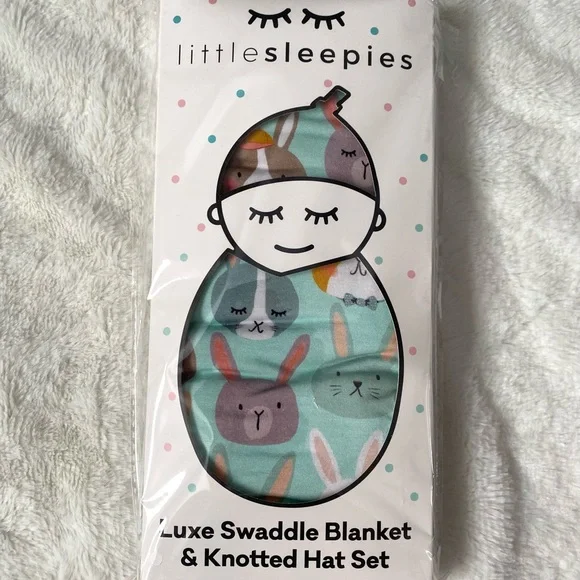 littlesleepies
Luxe Swaddle Blanket
& Knotted Hat Set